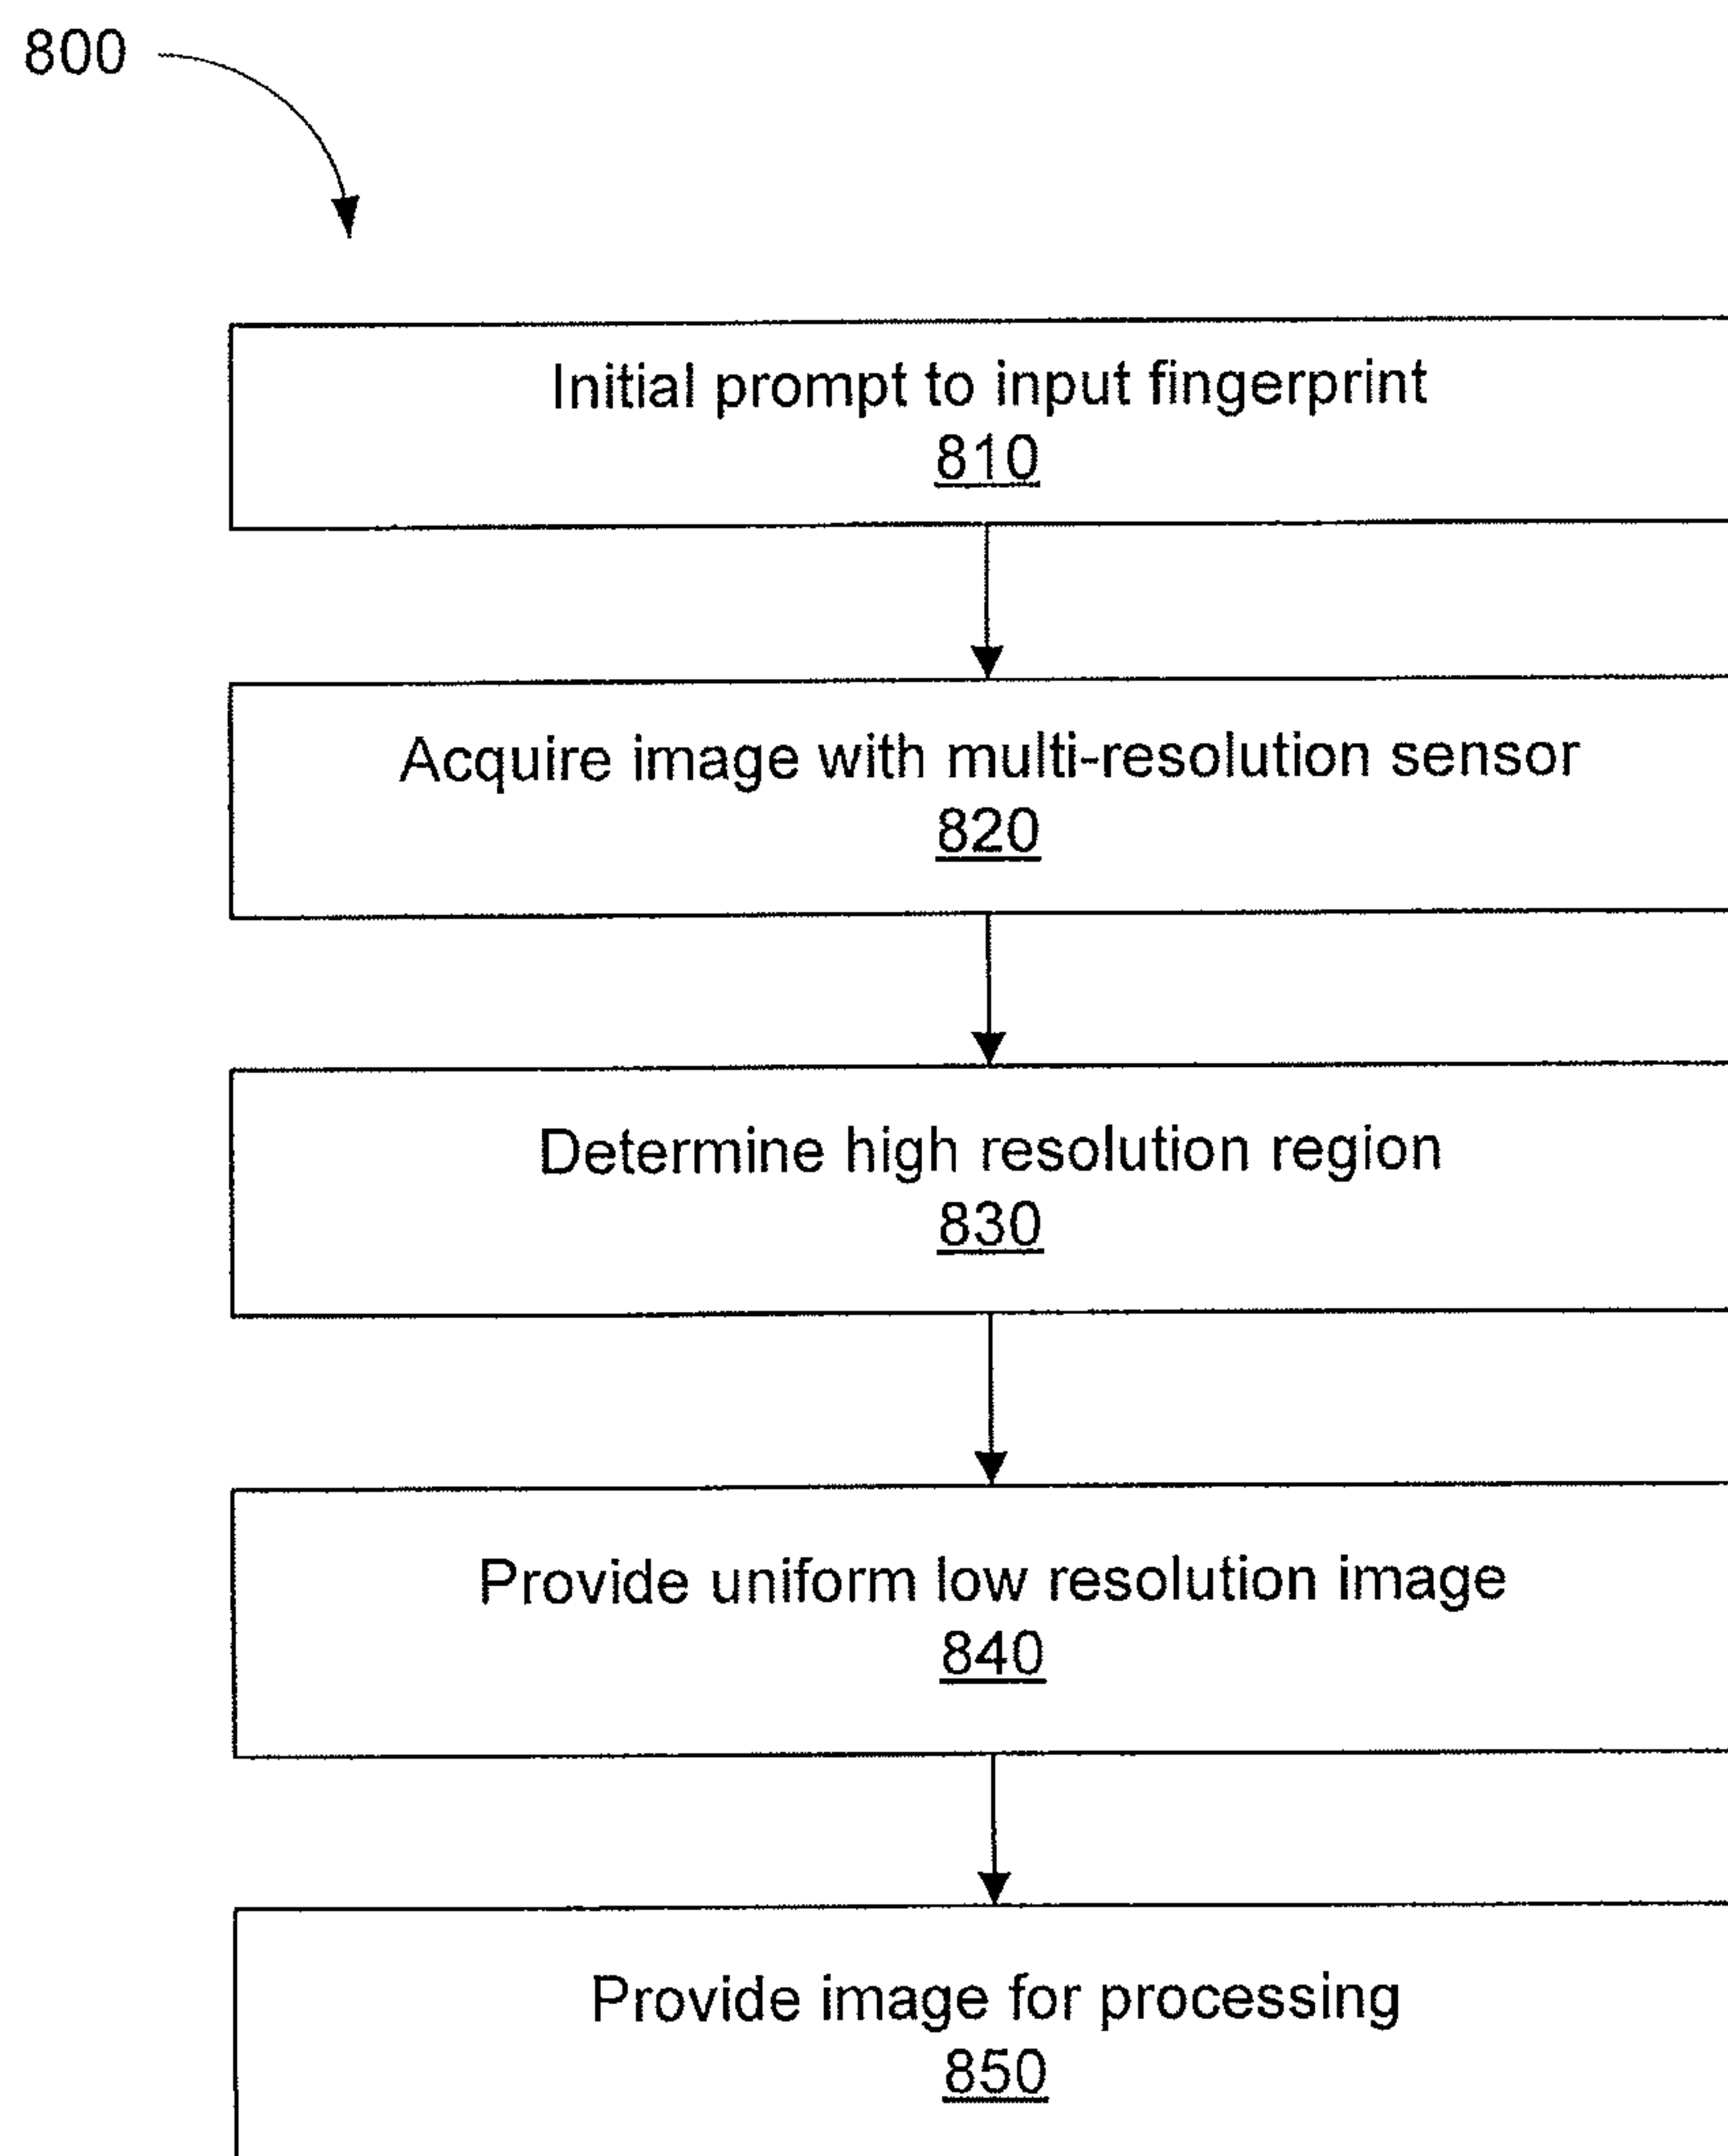 800
Initial prompt to input fingerprint
810
Acquire image with multi-resolution sensor
820
Determine high resolution region
830
Provide uniform low resolution image
840
Provide image for processing
850